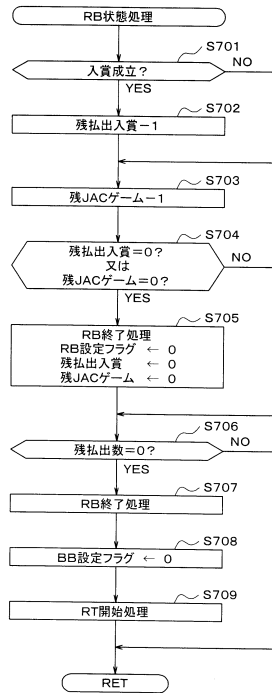 RB状態処理
S701
入賞成立?
NO
YES
S702
残払出入賞−1
S703
残JACゲーム−1
S704
残払出入賞=0?
又は
残JACゲーム=0?
NO
YES
S705
RB終了処理
RB設定フラグ ← 0
残払出入賞 ← 0
残JACゲーム ← 0
S706
残払出数=0?
NO
YES
S707
RB終了処理
S708
BB設定フラグ ← 0
S709
RT開始処理
RET